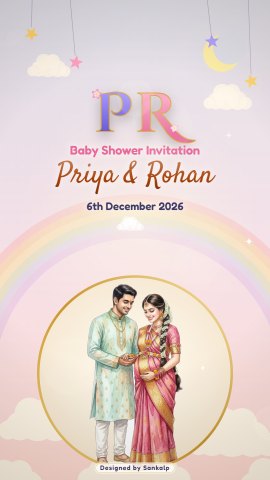 PR
Baby Shower Invitation
Priya & Rohan
6th December 2026
Designed by Sankalp